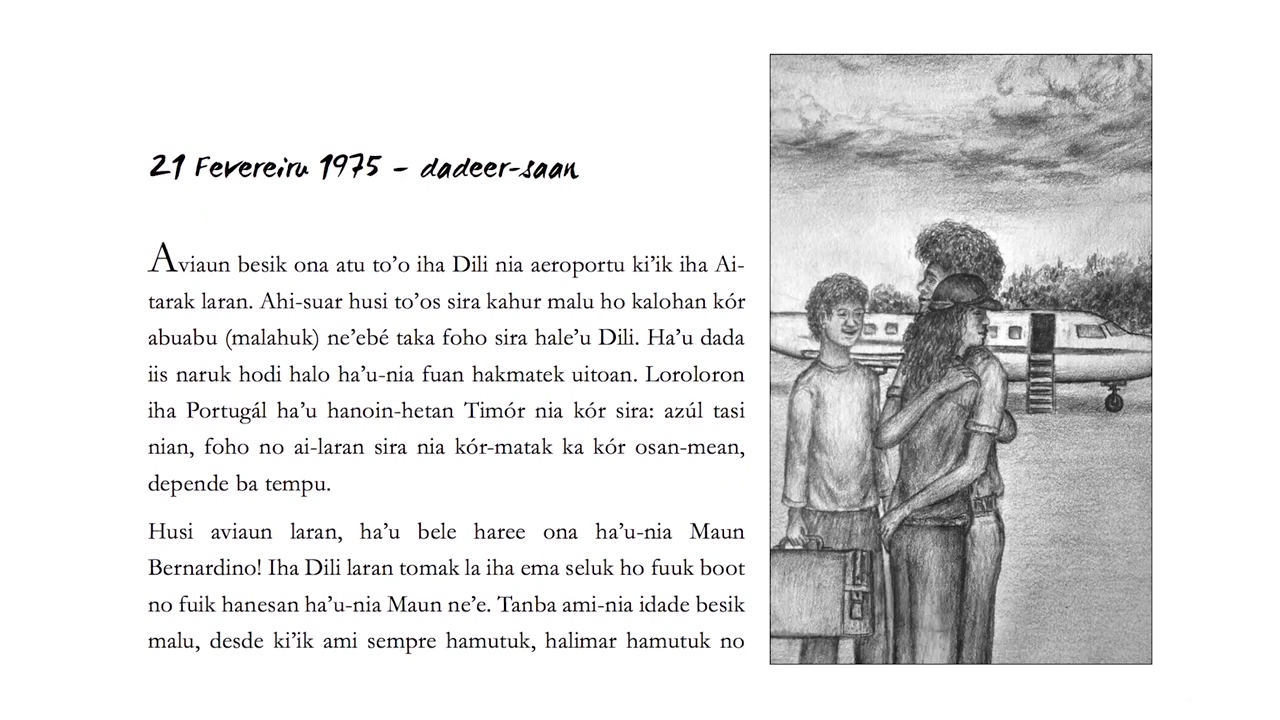 21 Fevereiru 1975 – dadeer-saan
Aviaun besik ona atu to’o iha Dili nia aeroportu ki’ik iha Ai-
tarak laran. Ahi-suar husi to’os sira kahur malu ho kalohan kór
abuabu (malahuk) ne’ebé taka foho sira hale’u Dili. Ha’u dada
iis naruk hodi halo ha’u-nia fuan hakmatek uitoan. Loroloron
iha Portugál ha’u hanoin-hetan Timór nia kór sira: azúl tasi
nian, foho no ai-laran sira nia kór-matak ka kór osan-mean,
depende ba tempu.
Husi aviaun laran, ha’u bele haree ona ha’u-nia Maun
Bernardino! Iha Dili laran tomak la iha ema seluk ho fuuk boot
no fuik hanesan ha’u-nia Maun ne’e. Tanba ami-nia idade besik
malu, desde ki’ik ami sempre hamutuk, halimar hamutuk no